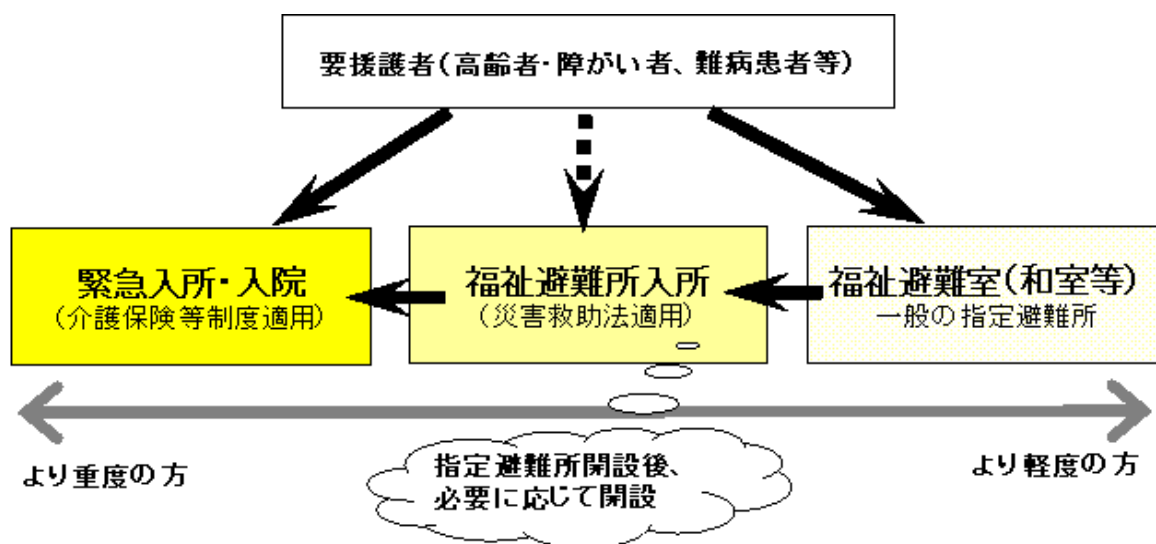 要援護者(高齢者・障がい者、難病患者等)
緊急入所・入院
(介護保険等制度適用)
福祉避難所入所
(災害救助法適用)
福祉避難室(和室等)
一般の指定避難所
より重度の方
指定避難所開設後、
必要に応じて開設
より軽度の方